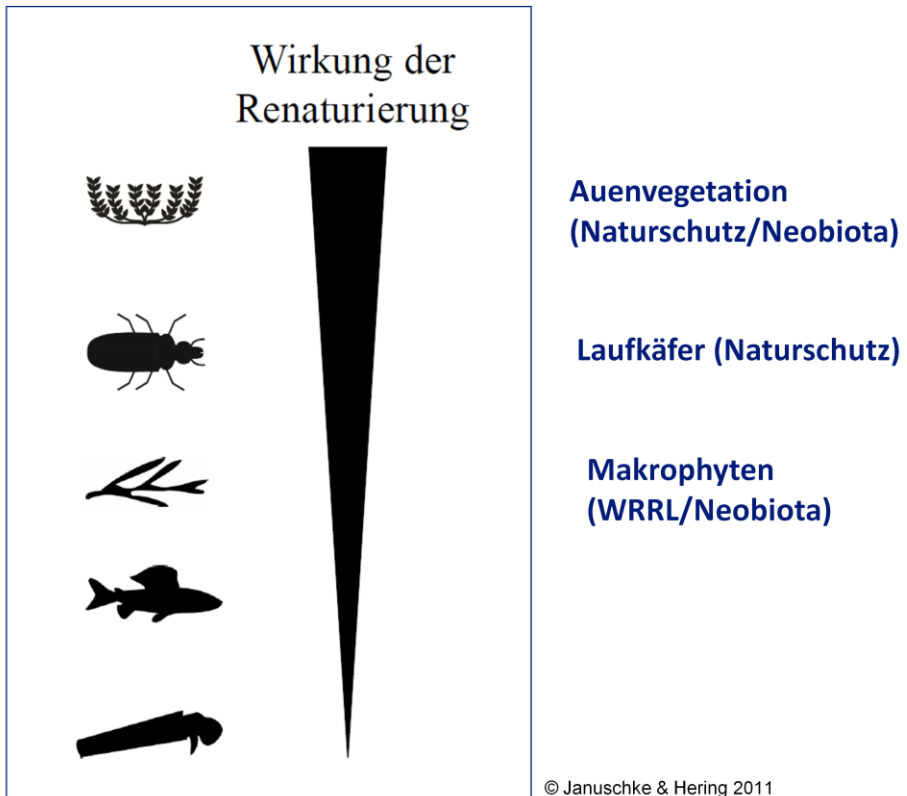 Wirkung der
Renaturierung
Auenvegetation
(Naturschutz/Neobiota)
Laufkäfer (Naturschutz)
Makrophyten
(WRRL/Neobiota)
© Januschke & Hering 2011